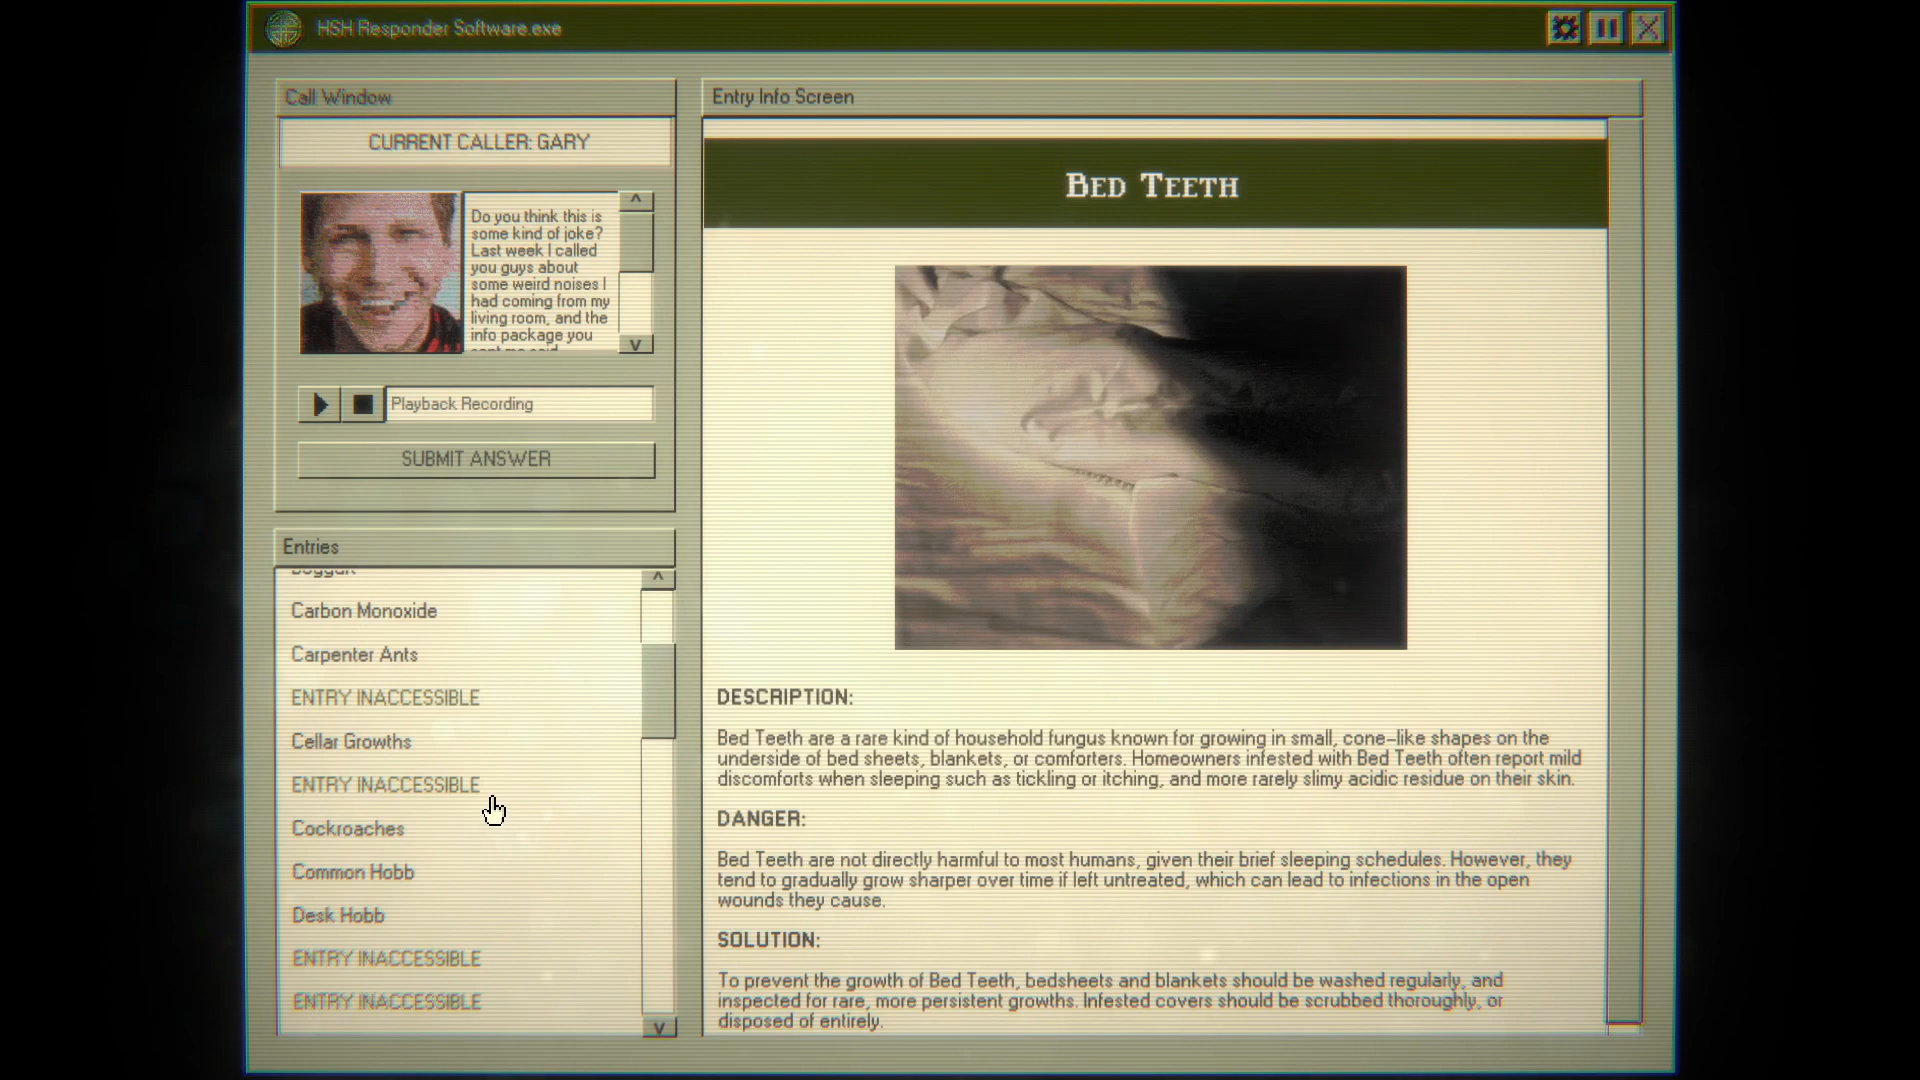 HSH Responder Software.exe
Call Window
CURRENT CALLER: GARY
Do you think this is
some kind of joke?
Last week I called
you guys about
some weird noises I
had coming from my
living room, and the
info package you
Playback Recording
SUBMIT ANSWER
Entries
Carbon Monoxide
Carpenter Ants
ENTRY INACCESSIBLE
Cellar Growths
ENTRY INACCESSIBLE
Cockroaches
Common Hobb
Desk Hobb
ENTRY INACCESSIBLE
ENTRY INACCESSIBLE
Entry Info Screen
BED TEETH
DESCRIPTION:
Bed Teeth are a rare kind of household fungus known for growing in small, cone-like shapes on the
underside of bed sheets, blankets, or comforters. Homeowners infested with Bed Teeth often report mild
discomforts when sleeping such as tickling or itching, and more rarely slimy acidic residue on their skin.
DANGER:
Bed Teeth are not directly harmful to most humans, given their brief sleeping schedules. However, they
tend to gradually grow sharper over time if left untreated, which can lead to infections in the open
wounds they cause.
SOLUTION:
To prevent the growth of Bed Teeth, bedsheets and blankets should be washed regularly, and
inspected for rare, more persistent growths. Infested covers should be scrubbed thoroughly, or
disposed of entirely.